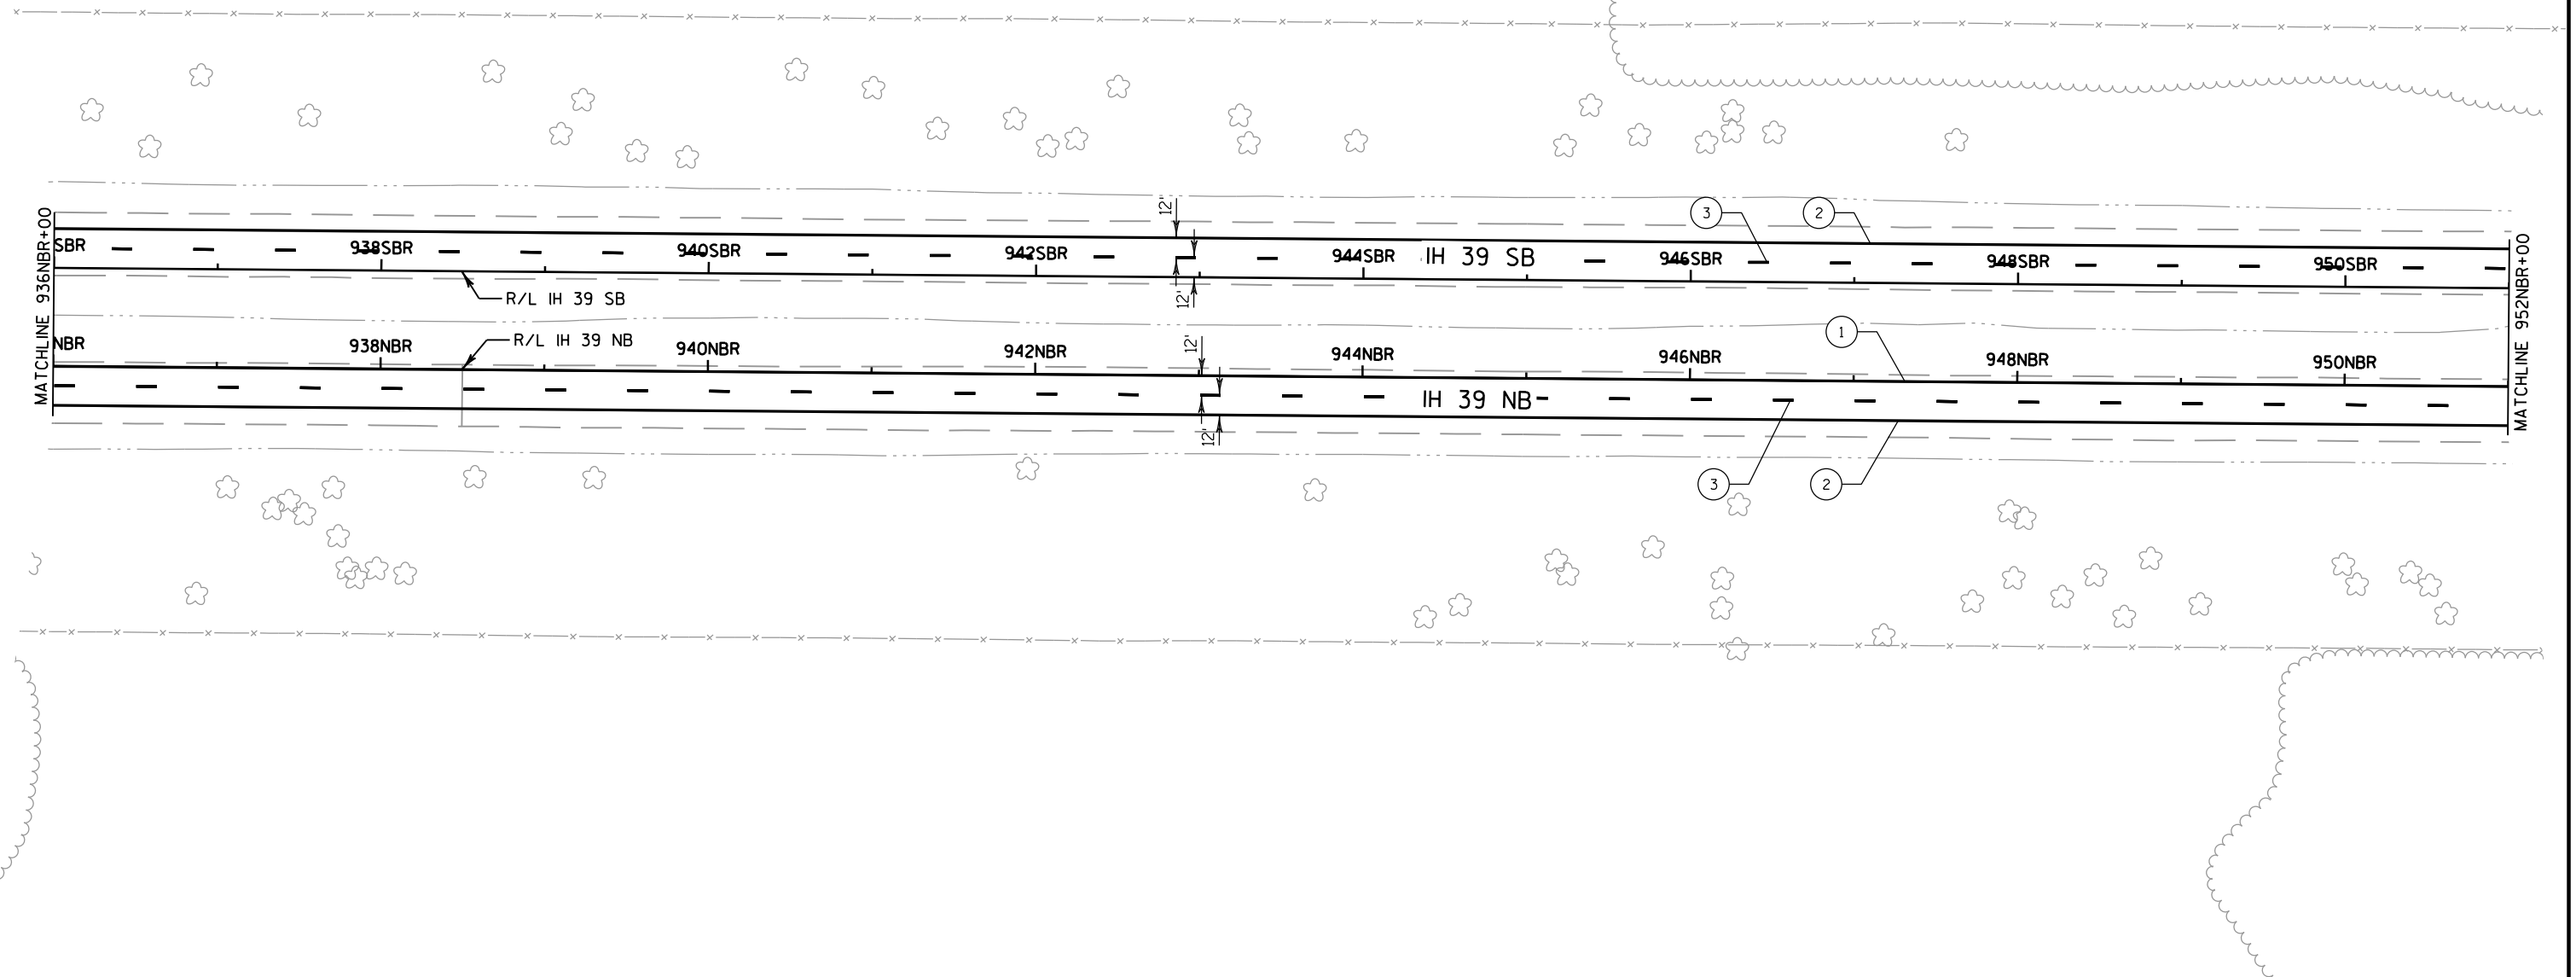 MATCHLINE 936NBR+00
12'
3
2
SBR
938SBR
940SBR
942SBR
944SBR
IH 39 SB
946SBR
948SBR
950SBR
12'
R/L IH 39 SB
R/L IH 39 NB
1
NBR
938NBR
940NBR
942NBR
12'
944NBR
946NBR
948NBR
950NBR
IH 39 NB
12'
3
2
MATCHLINE 952NBR+00